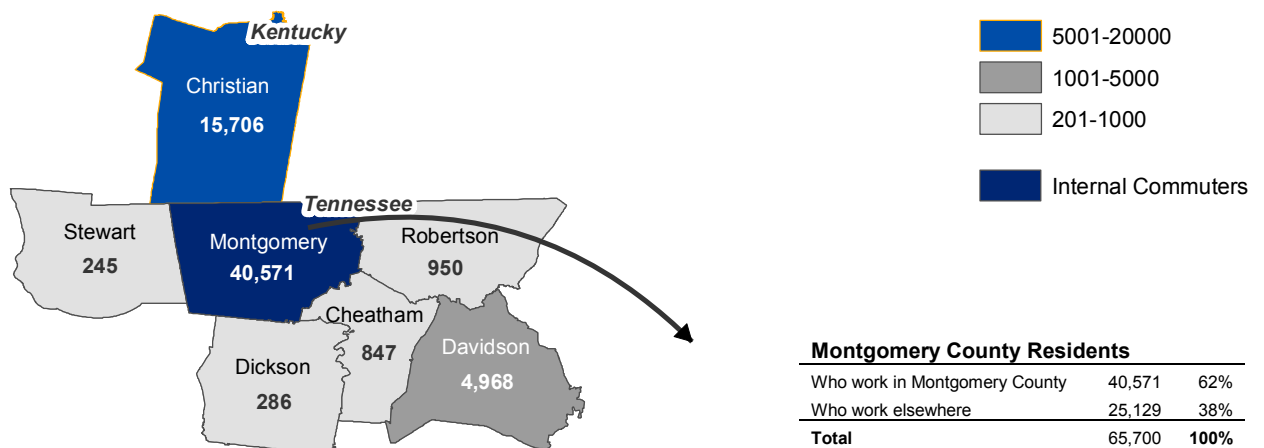 Kentucky
Christian
15,706
Tennessee
Stewart
245
Montgomery
40,571
Robertson
950
Cheatham
847
Davidson
4,968
Dickson
286
5001-20000
1001-5000
201-1000
Internal Commuters
Montgomery County Residents
Who work in Montgomery County 40,571 62%
Who work elsewhere 25,129 38%
Total 65,700 100%